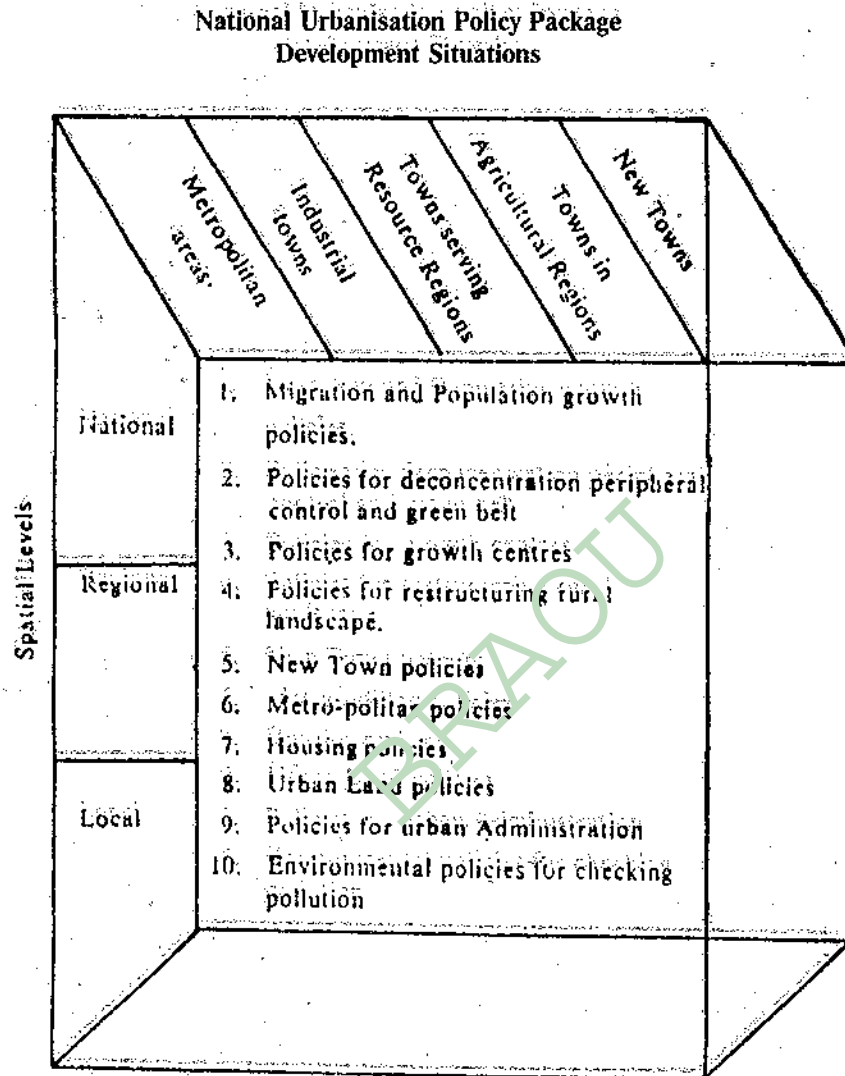 National Urbanisation Policy Package
Development Situations
Metropolitan
areas.
Industrial
towns
Towns serving
Resource Regions
Towns in
Agricultural Regions
New Towns
Spatial Levels
National
Regional
Local
1. Migration and Population growth
policies.
2. Policies for deconcentration peripheral
control and green belt
3. Policies for growth centres
4. Policies for restructuring rural
landscape.
5. New Town policies
6. Metro-politan policies
7. Housing policies
8. Urban Land policies
9. Policies for urban Administration
10. Environmental policies for checking
pollution
BRAOU